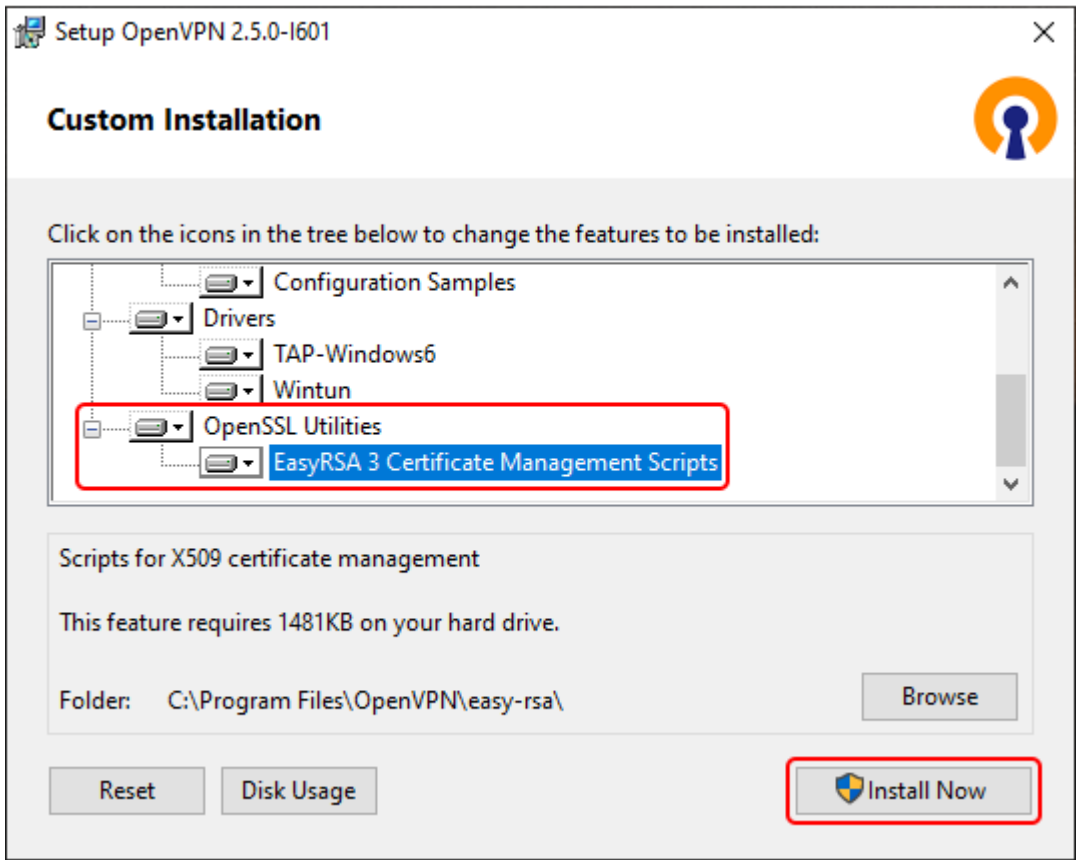 Setup OpenVPN 2.5.0-I601
Custom Installation
Click on the icons in the tree below to change the features to be installed:
Configuration Samples
Drivers
TAP-Windows6
Wintun
OpenSSL Utilities
EasyRSA 3 Certificate Management Scripts
Scripts for X509 certificate management
This feature requires 1481KB on your hard drive.
Folder: C:\Program Files\OpenVPN\easy-rsa\ Browse
Reset Disk Usage Install Now